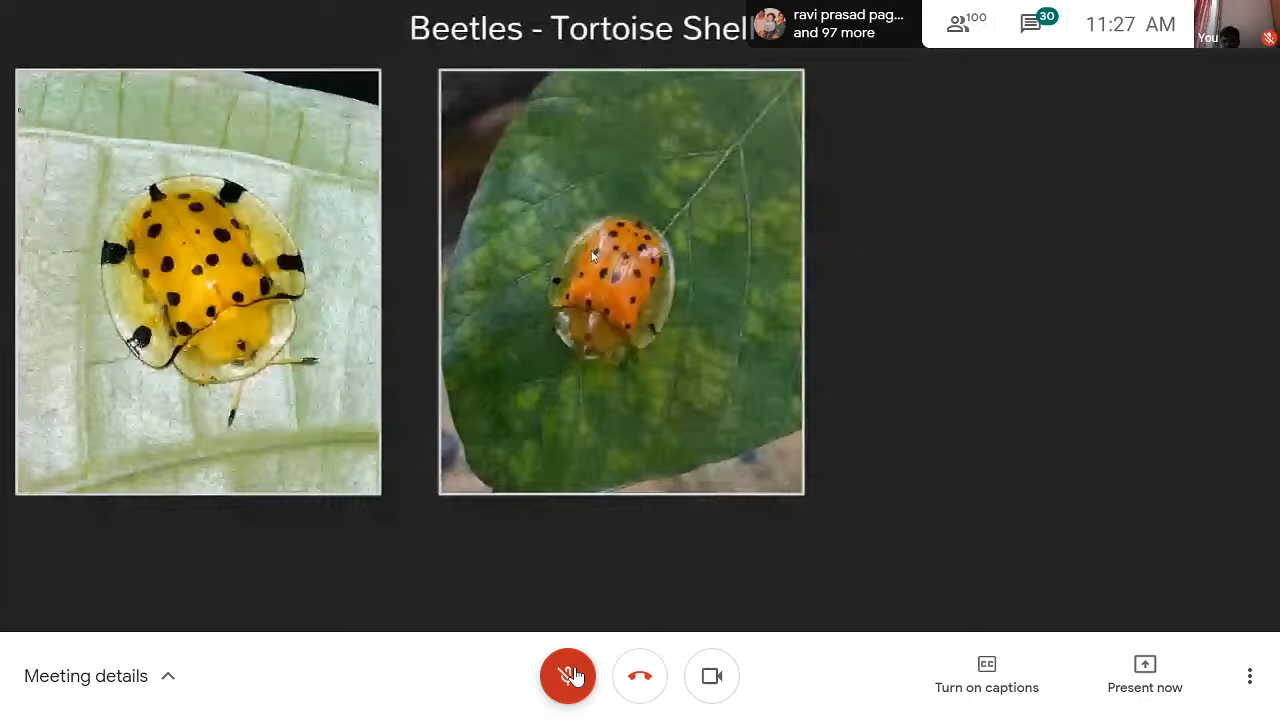 Beetles - Tortoise Shel
ravi prasad pag...
and 97 more
100
30
11:27 AM
You
Meeting details
Turn on captions
Present now